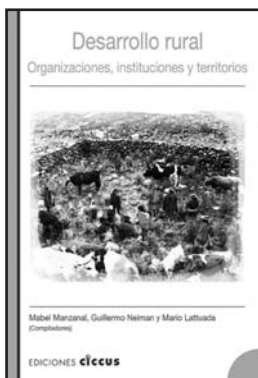 Desarrollo rural
Organizaciones, instituciones y territorios
Mabel Manzanal, Guillermo Neiman y Mario Lattuada
(Compiladores)
EDICIONES CICCUS